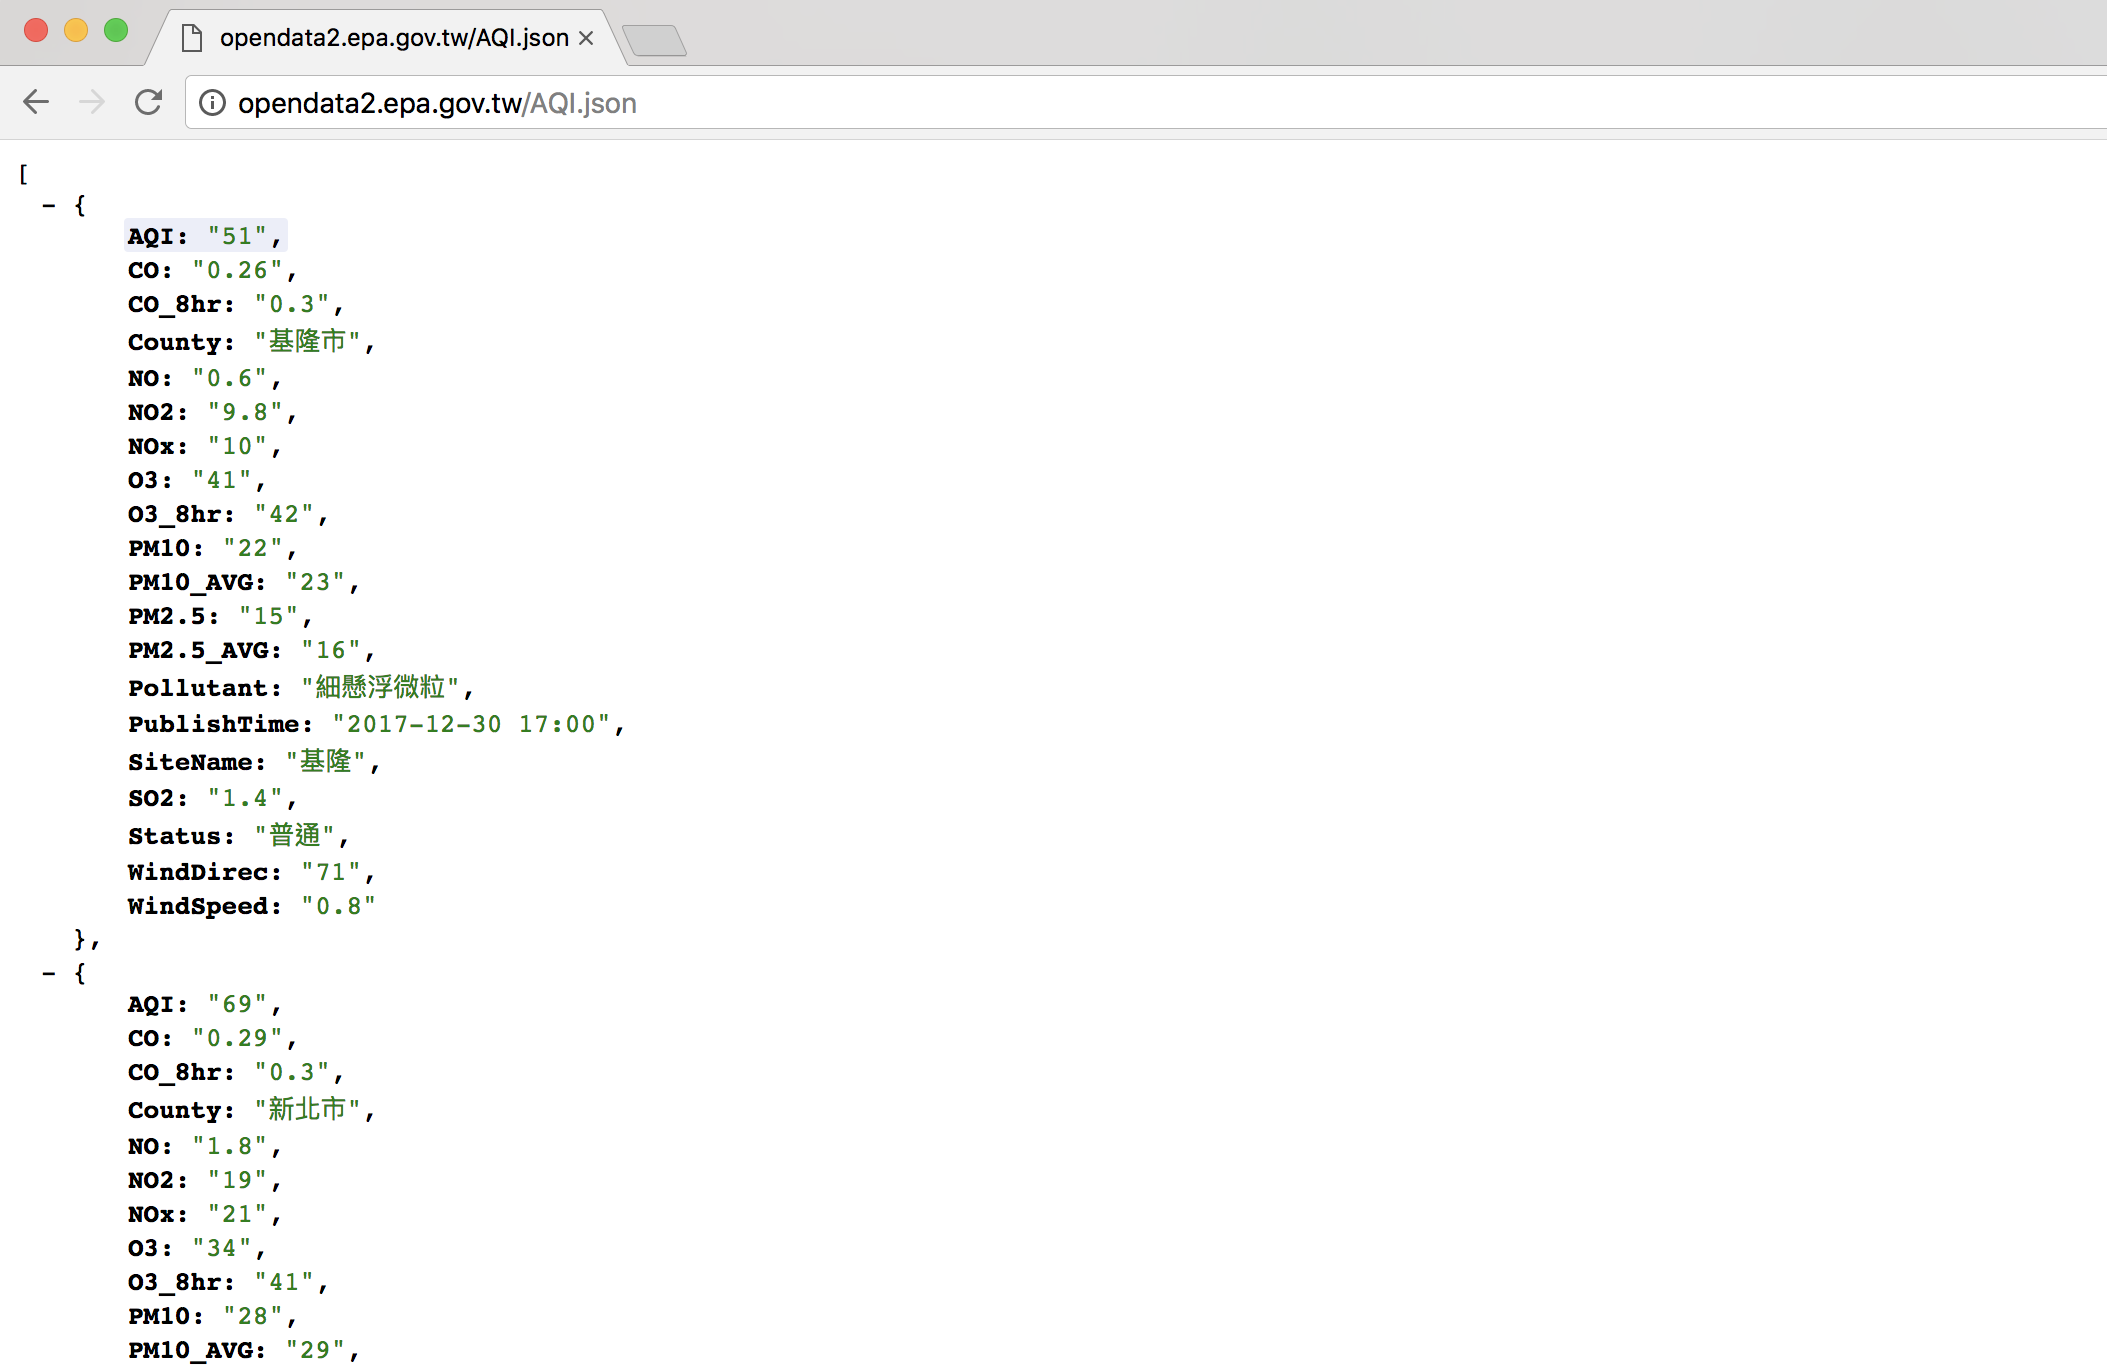 opendata2.epa.gov.tw/AQI.json
opendata2.epa.gov.tw/AQI.json
[
- {
AQI: "51",
CO: "0.26",
CO_8hr: "0.3",
County: "基隆市",
NO: "0.6",
NO2: "9.8",
NOx: "10",
O3: "41",
O3_8hr: "42",
PM10: "22",
PM10_AVG: "23",
PM2.5: "15",
PM2.5_AVG: "16",
Pollutant: "細懸浮微粒",
PublishTime: "2017-12-30 17:00",
SiteName: "基隆",
SO2: "1.4",
Status: "普通",
WindDirec: "71",
WindSpeed: "0.8"
},
- {
AQI: "69",
CO: "0.29",
CO_8hr: "0.3",
County: "新北市",
NO: "1.8",
NO2: "19",
NOx: "21",
O3: "34",
O3_8hr: "41",
PM10: "28",
PM10_AVG: "29",